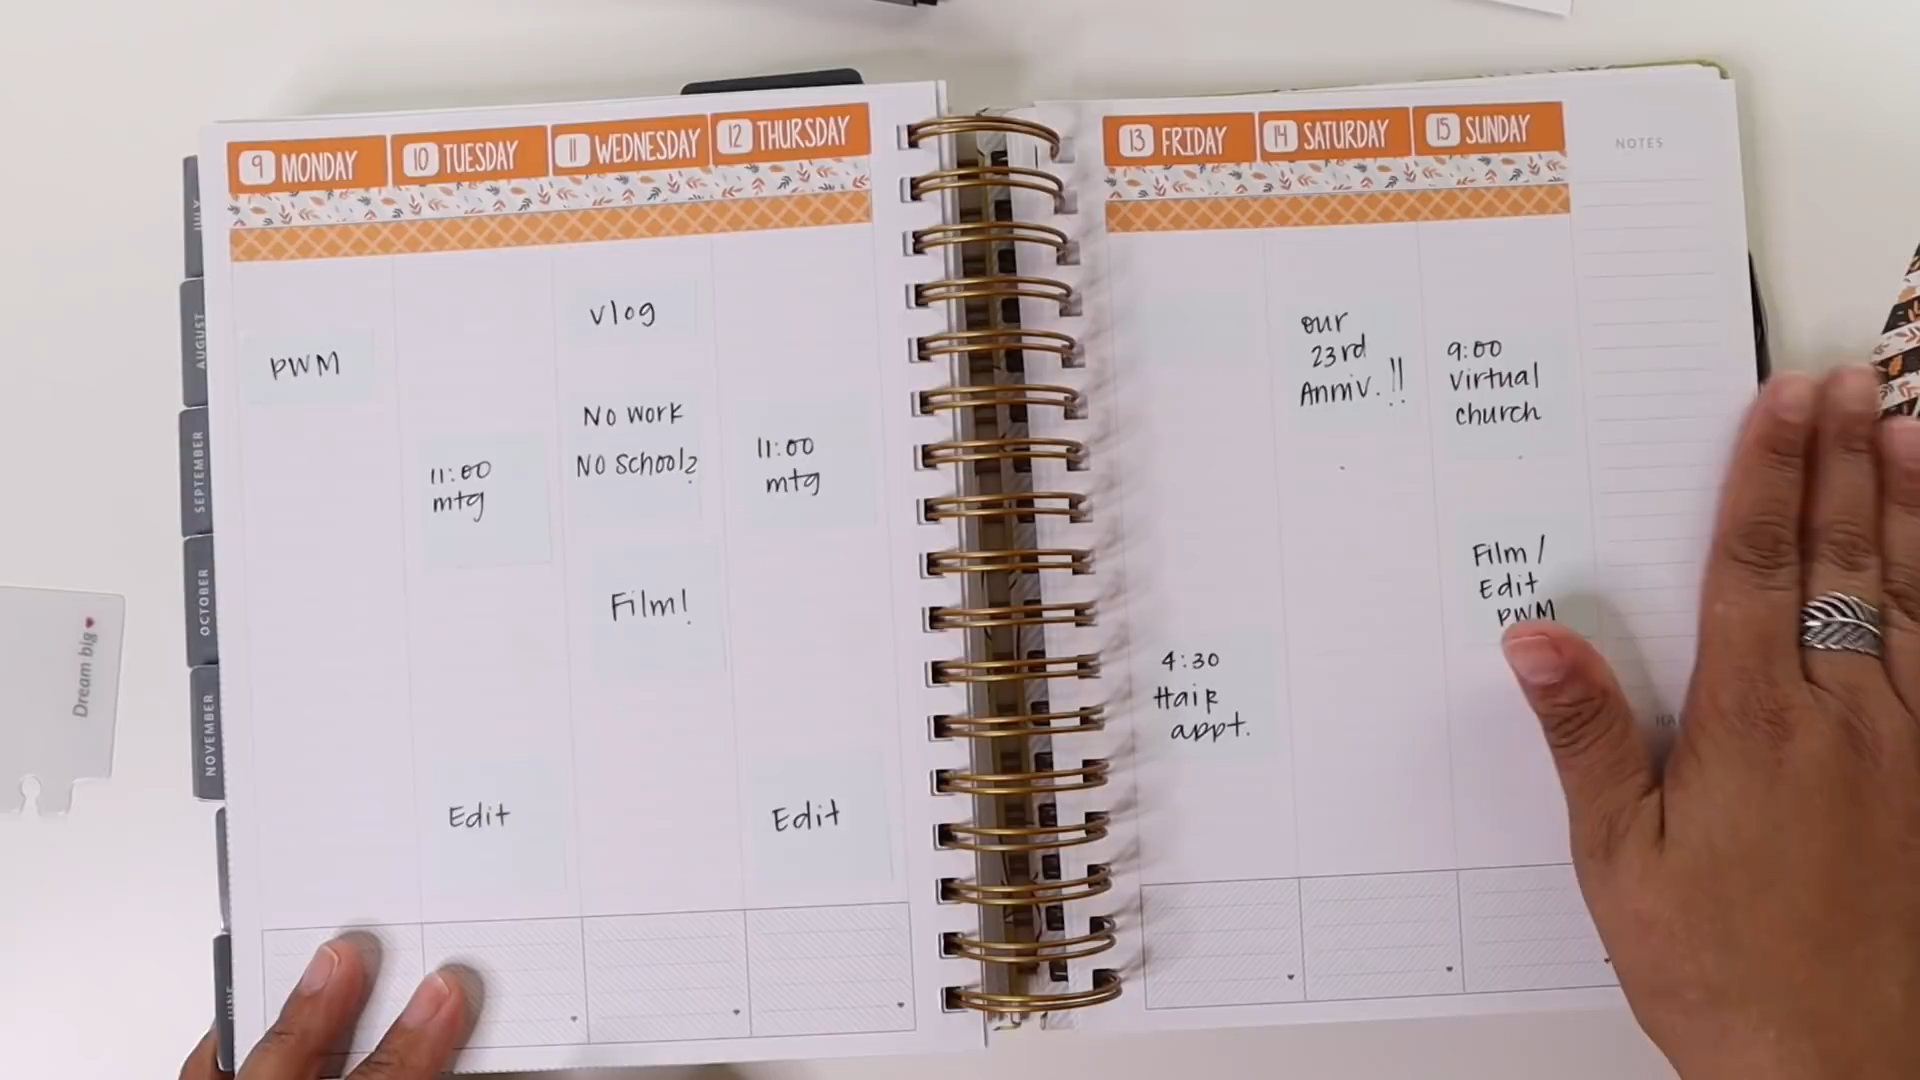 9 MONDAY
10 TUESDAY
11 WEDNESDAY
12 THURSDAY
13 FRIDAY
14 SATURDAY
15 SUNDAY
NOTES
PWM
11:00
mtg
Edit
vlog
NO WORK
NO School?
Film!
11:00
mtg
Edit
4:30
Hair
appt.
our
23rd
Anniv.!!
9:00
Virtual
church
Film /
Edit
PWM
JULY
AUGUST
SEPTEMBER
OCTOBER
NOVEMBER
JUNE
Dream big